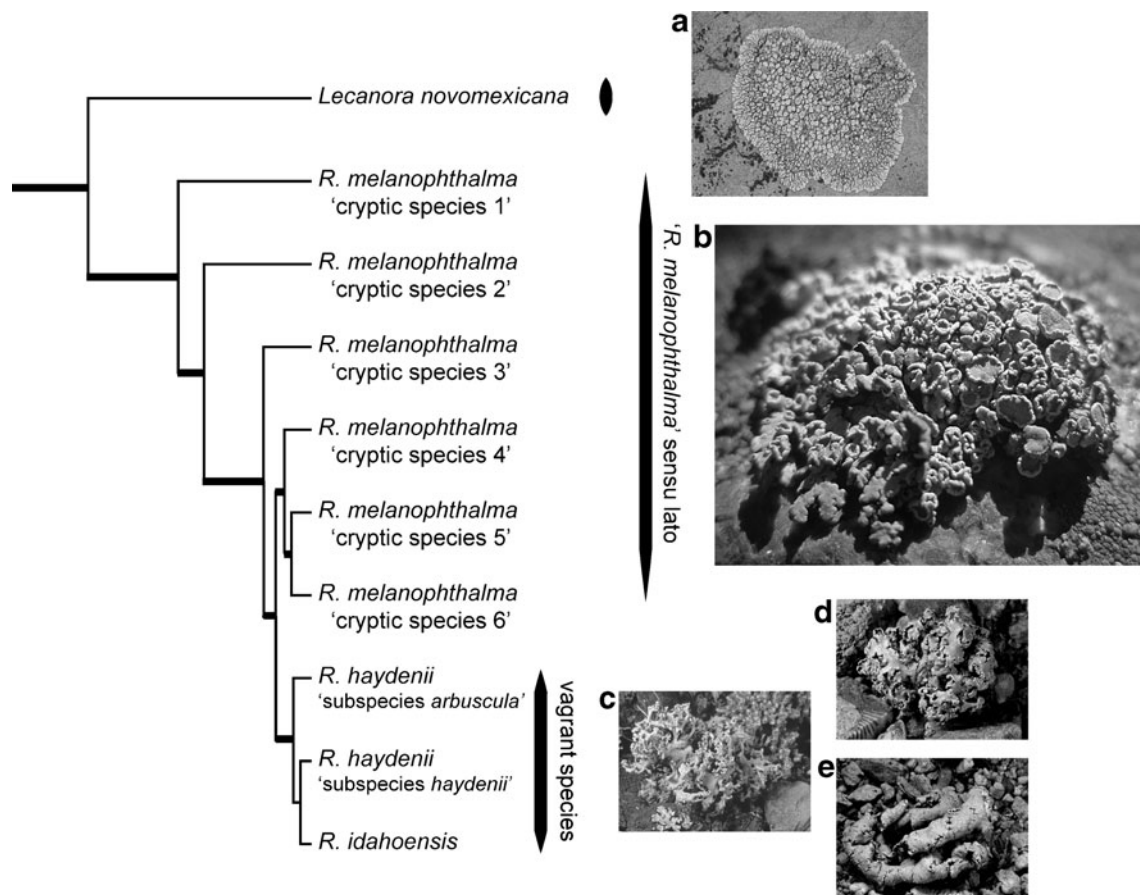 a
Lecanora novomexicana
R. melanophthalma
‘cryptic species 1’
b
R. melanophthalma
‘cryptic species 2’
R. melanophthalma
‘cryptic species 3’
‘R. melanophthalma’ sensu lato
R. melanophthalma
‘cryptic species 4’
R. melanophthalma
‘cryptic species 5’
R. melanophthalma
‘cryptic species 6’
d
R. haydenii
‘subspecies arbuscula’
vagrant species
c
R. haydenii
‘subspecies haydenii’
e
R. idahoensis